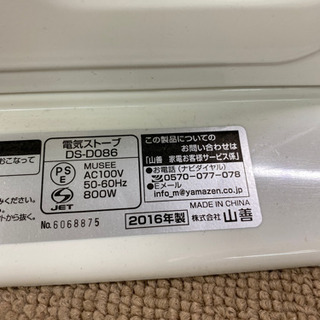 おこなって
電気ストーブ
DS-D086
PS
E
MUSEE
AC100V
50-60Hz
800W
JET
No.6068875
この製品についての
お問い合わせは
「山善 家電お客様サービス係」
●お電話(ナビダイヤル)
0570-077-078
●Eメール
info_m@yamazen.co.jp
MADE IN CHINA
2016年製 株式会社 山善